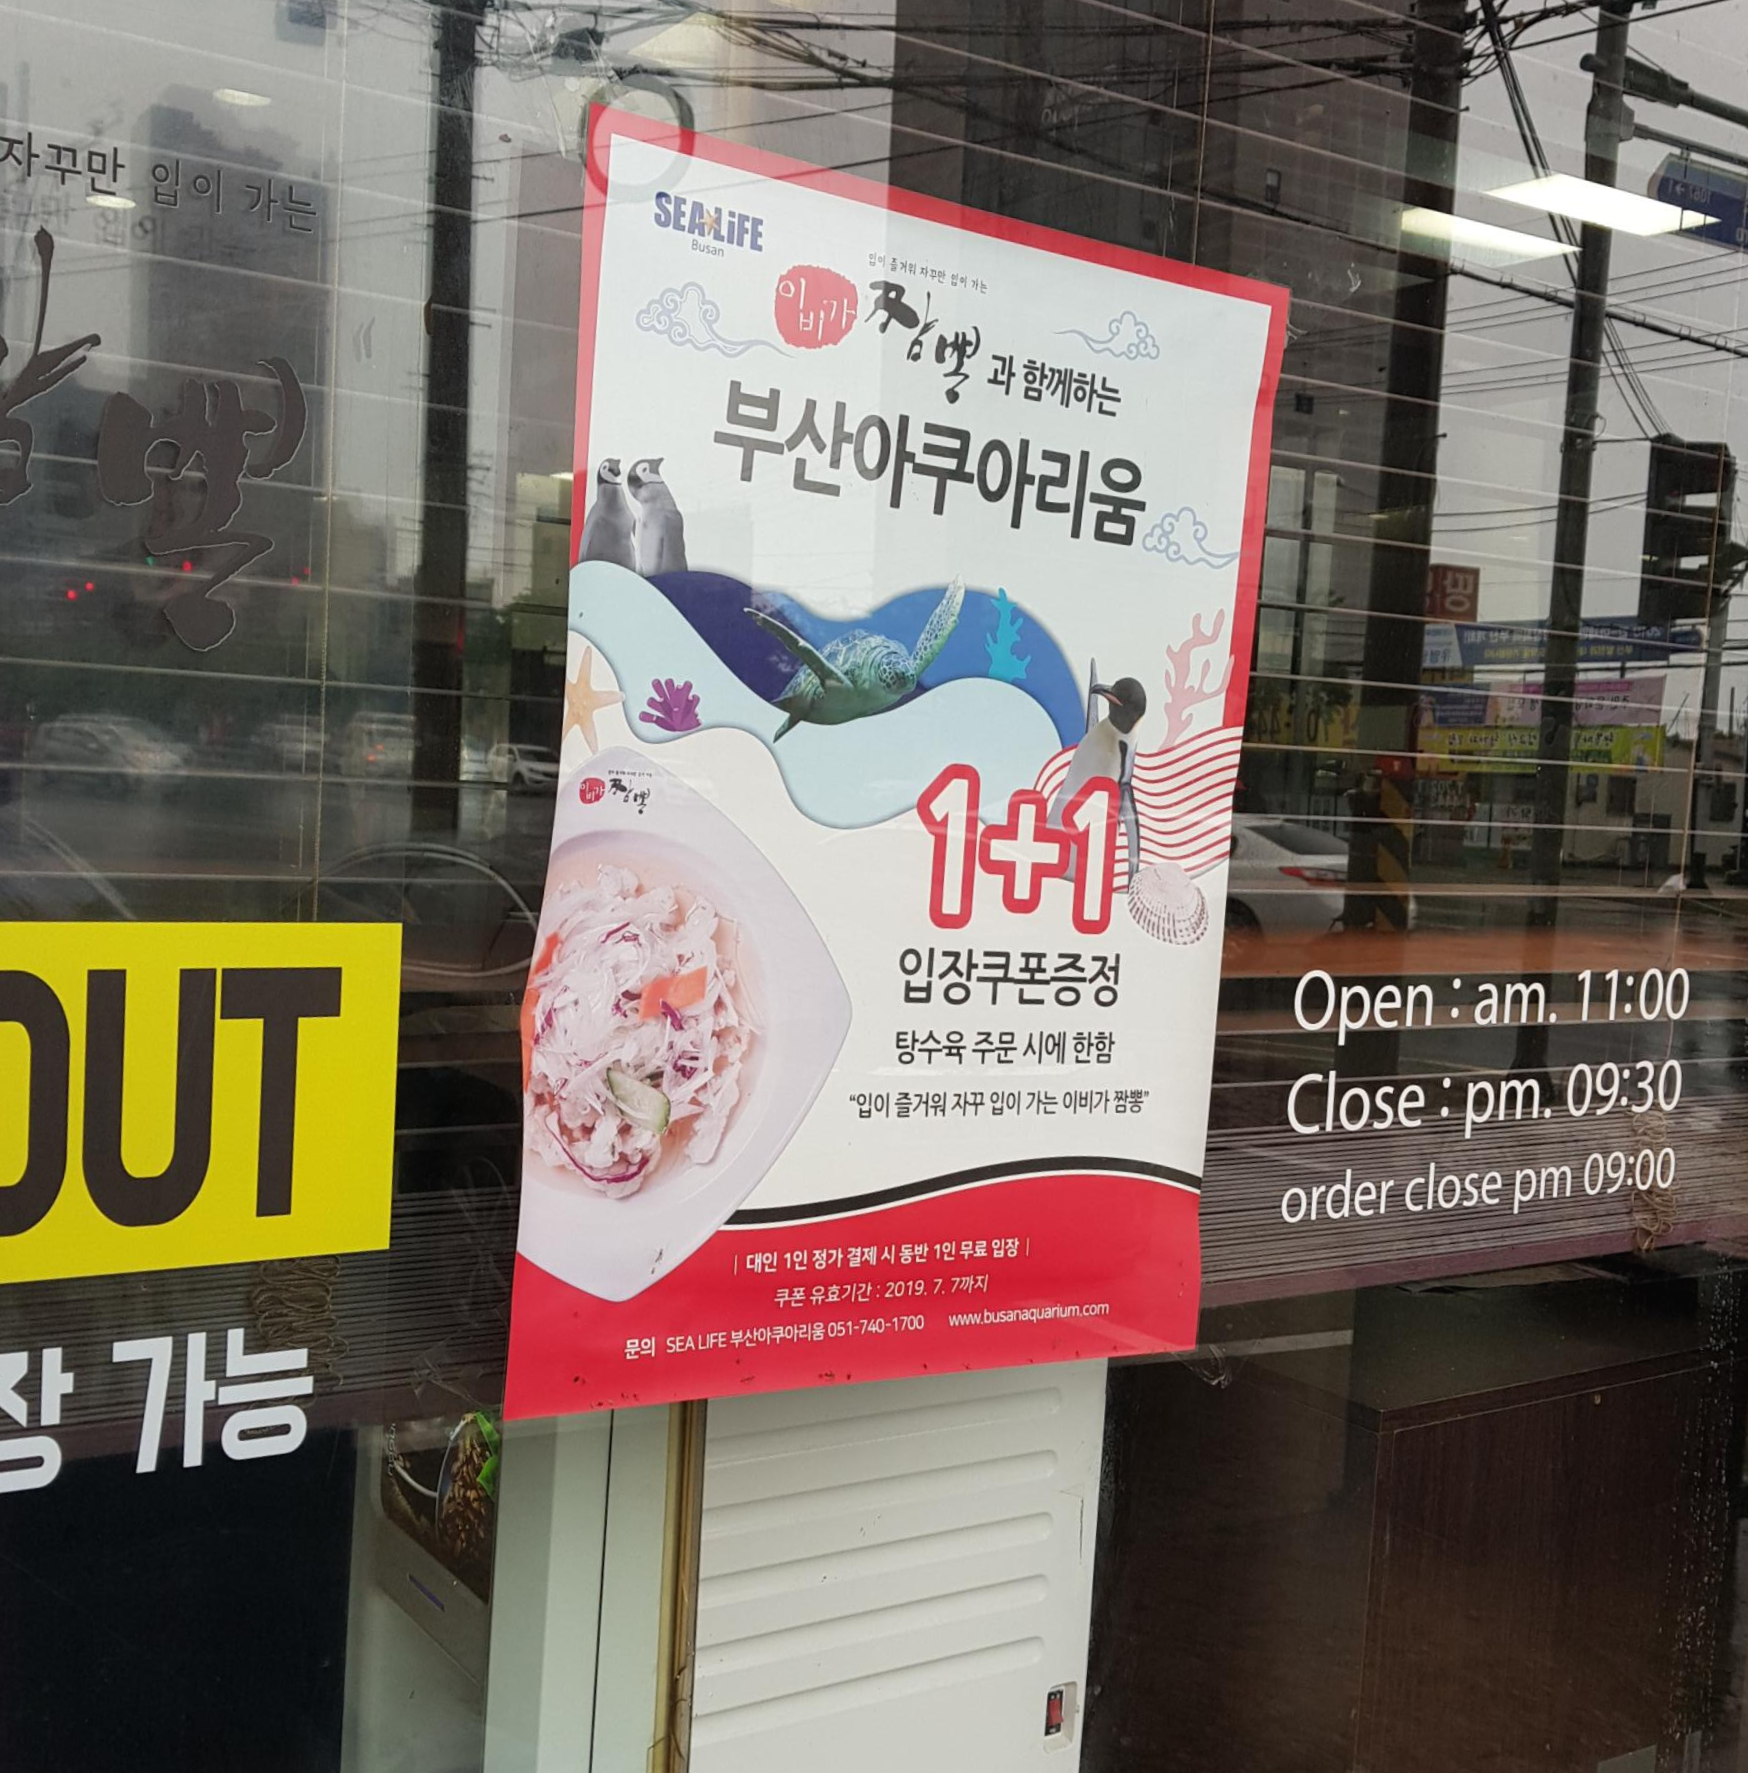 자꾸만 입이 가는
짬뽕
OUT
장 가능
SEA LiFE
Busan
입이 즐거워 자꾸만 입이 가는
이비가 짬뽕과 함께하는
부산아쿠아리움
이비가 짬뽕
1+1
입장쿠폰증정
탕수육 주문 시에 한함
“입이 즐거워 자꾸 입이 가는 이비가 짬뽕”
| 대인 1인 정가 결제 시 동반 1인 무료 입장 |
쿠폰 유효기간 : 2019. 7. 7까지
문의 SEA LIFE 부산아쿠아리움 051-740-1700 www.busanaquarium.com
Open : am. 11:00
Close : pm. 09:30
order close pm 09:00